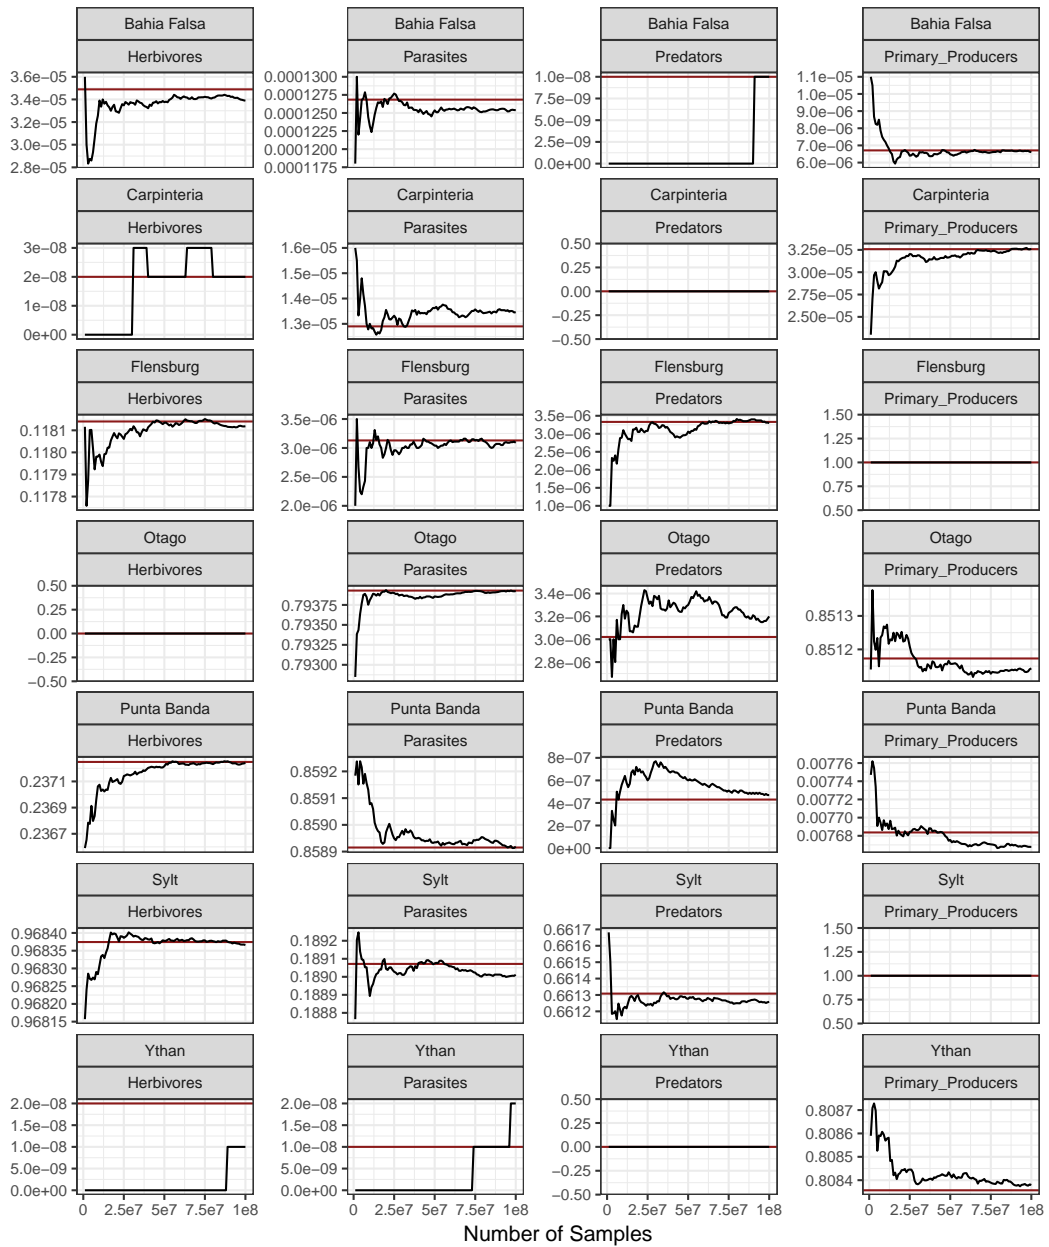 Bahia Falsa Bahia Falsa Bahia Falsa Bahia Falsa
Herbivores Parasites Predators Primary_Producers
3.6e−05
3.4e−05
3.0e−05
2.8e−05
0.0001300
0.0001275
0.0001250
0.0001225
0.0001200
0.0001175
1.0e−08
7.5e−09
5.0e−09
2.5e−09
0.0e+00
1.1e−05
1.0e−05
9.0e−06
8.0e−06
7.0e−06
6.0e−06
Carpinteria Carpinteria Carpinteria Carpinteria
Herbivores Parasites Predators Primary_Producers
3e−08
2e−08
1e−08
0e+00
1.6e−05
1.5e−05
1.4e−05
1.3e−05
0.50
0.25
0.00
−0.25
−0.50
3.25e−05
3.00e−05
2.75e−05
2.50e−05
Flensburg Flensburg Flensburg Flensburg
Herbivores Parasites Predators Primary_Producers
0.1181
0.1180
0.1179
0.1178
3.5e−06
3.0e−06
2.5e−06
2.0e−06
3.5e−06
3.0e−06
2.5e−06
2.0e−06
1.5e−06
1.0e−06
1.50
1.25
1.00
0.75
0.50
Otago Otago Otago Otago
Herbivores Parasites Predators Primary_Producers
0.50
0.25
0.00
−0.25
−0.50
0.79375
0.79350
0.79325
0.79300
3.4e−06
3.2e−06
3.0e−06
2.8e−06
0.8513
0.8512
Punta Banda Punta Banda Punta Banda Punta Banda
Herbivores Parasites Predators Primary_Producers
0.2371
0.2369
0.2367
0.8592
0.8591
0.8590
0.8589
8e−07
6e−07
4e−07
2e−07
0e+00
0.00776
0.00774
0.00772
0.00770
0.00768
Sylt Sylt Sylt Sylt
Herbivores Parasites Predators Primary_Producers
0.96840
0.96835
0.96830
0.96825
0.96820
0.96815
0.1892
0.1891
0.1890
0.1889
0.1888
0.6617
0.6616
0.6615
0.6614
0.6613
0.6612
1.50
1.25
1.00
0.75
0.50
Ythan Ythan Ythan Ythan
Herbivores Parasites Predators Primary_Producers
2.0e−08
1.5e−08
1.0e−08
5.0e−09
0.0e+00
2.0e−08
1.5e−08
1.0e−08
5.0e−09
0.0e+00
0.50
0.25
0.00
−0.25
−0.50
0.8087
0.8086
0.8085
0.8084
0 2.5e7 5e7 7.5e7 1e8 0 2.5e7 5e7 7.5e7 1e8 0 2.5e7 5e7 7.5e7 1e8 0 2.5e7 5e7 7.5e7 1e8
Number of Samples